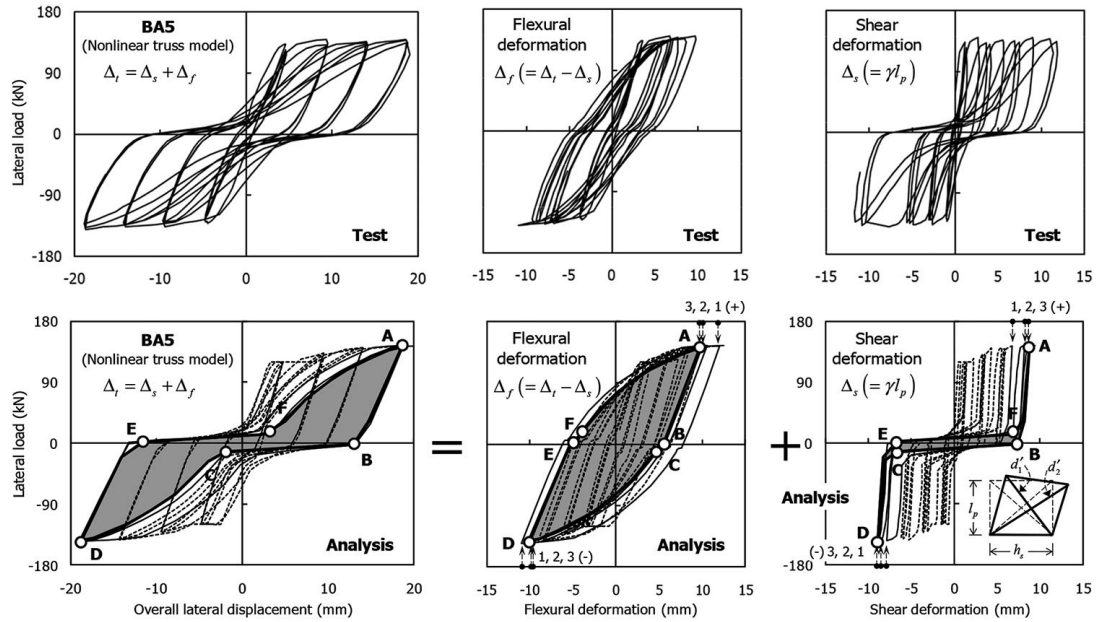 180
90
0
-90
-180
Lateral load (kN)
BA5
(Nonlinear truss model)
Δt = Δs + Δf
Test
-20
-10
0
10
20
Flexural
deformation
Δf (= Δt − Δs)
Test
-15
-10
-5
0
5
10
15
Shear
deformation
Δs (= γlp)
Test
-15
-10
-5
0
5
10
15
180
90
0
-90
-180
Lateral load (kN)
BA5
(Nonlinear truss model)
Δt = Δs + Δf
A
F
E
B
C
D
Analysis
-20
-10
0
10
20
Overall lateral displacement (mm)
=
3, 2, 1 (+)
Flexural
deformation
Δf (= Δt − Δs)
A
F
B
E
C
D
1, 2, 3 (-)
Analysis
-15
-10
-5
0
5
10
15
Flexural deformation (mm)
+
1, 2, 3 (+)
Shear
deformation
Δs (= γlp)
A
F
E
B
C
Analysis
D
d′1
d′2
lp
hs
(-) 3, 2, 1
-15
-10
-5
0
5
10
15
Shear deformation (mm)